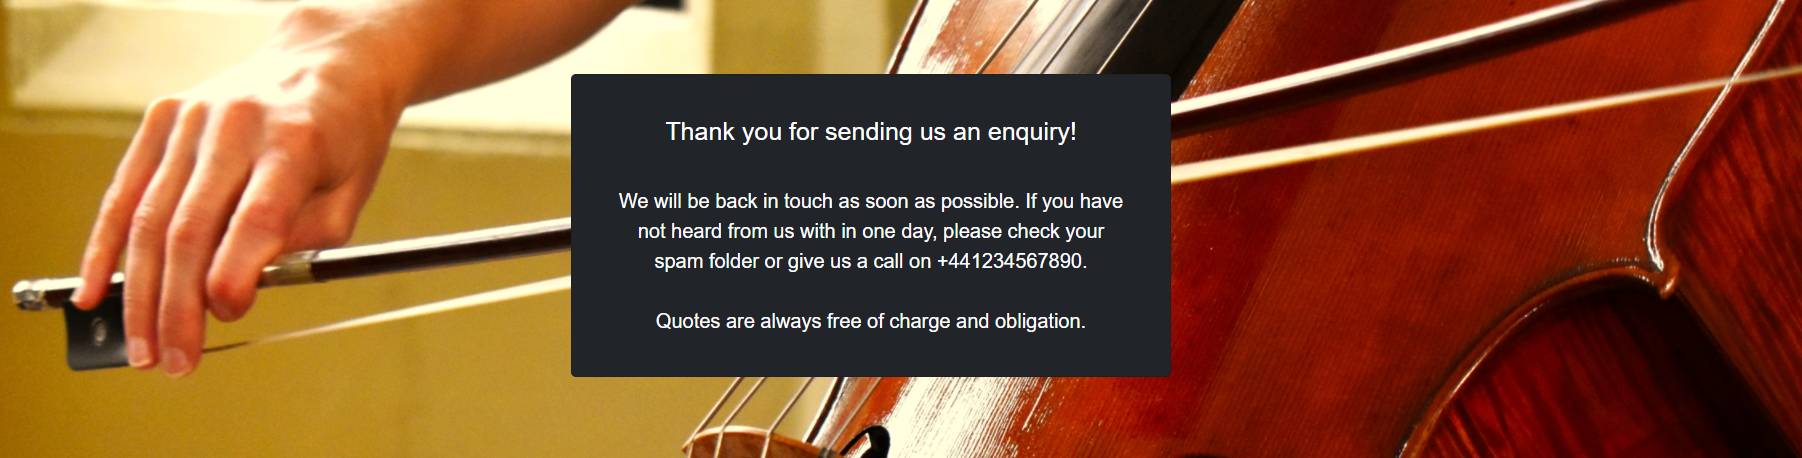 Thank you for sending us an enquiry!
We will be back in touch as soon as possible. If you have
not heard from us with in one day, please check your
spam folder or give us a call on +441234567890.
Quotes are always free of charge and obligation.